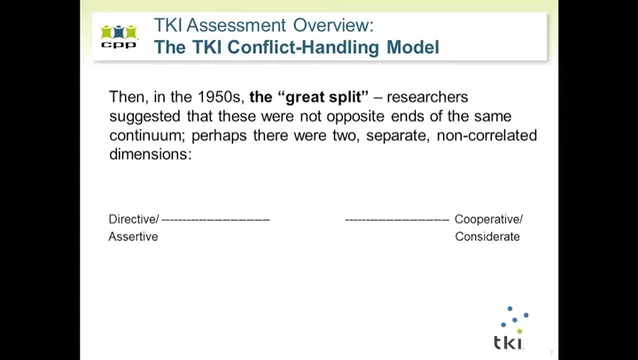 TKI Assessment Overview:
The TKI Conflict-Handling Model
cpp
Then, in the 1950s, the “great split” – researchers
suggested that these were not opposite ends of the same
continuum; perhaps there were two, separate, non-correlated
dimensions:
Directive/ ---------------------------- --------------------------- Cooperative/
Assertive Considerate
tki
7